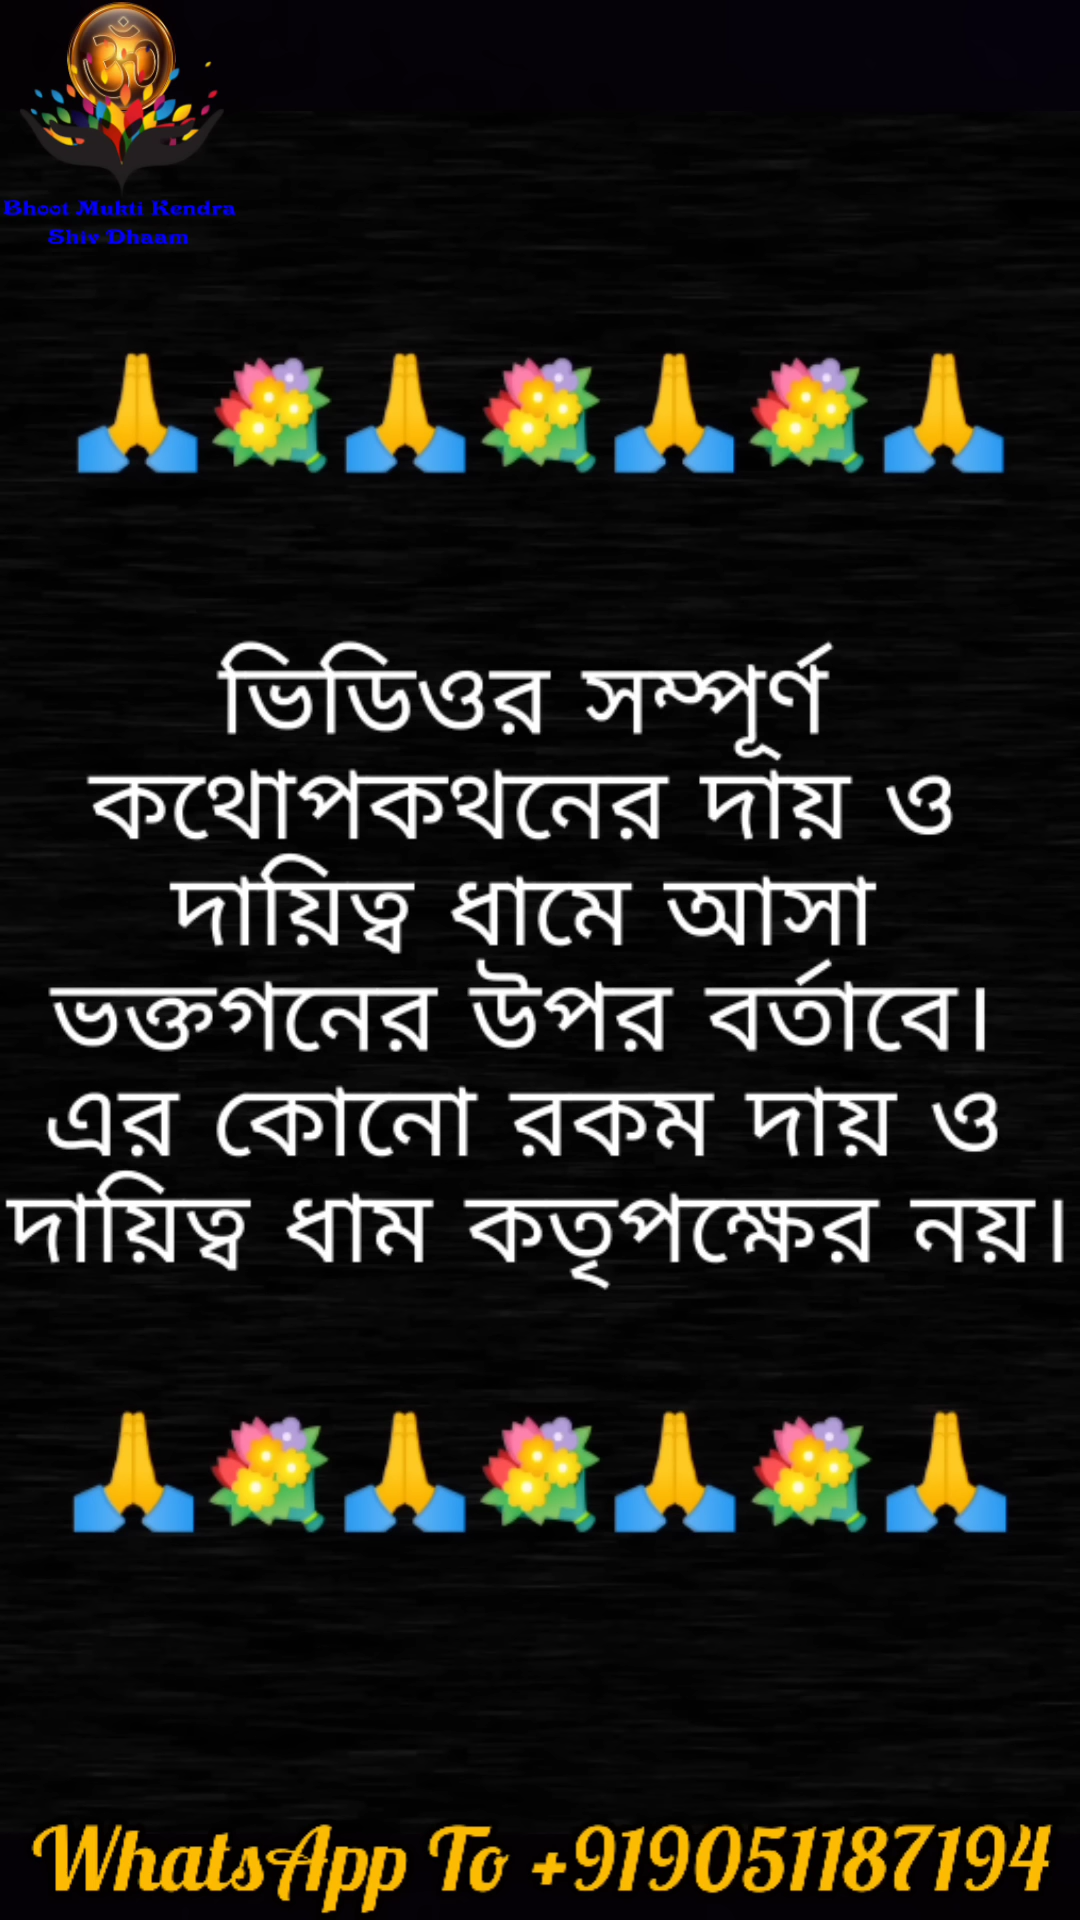 Bhoot Mukti Kendra
Shiv Dhaam
🙏💐🙏💐🙏💐🙏
ভিডিওর সম্পূর্ণ
কথোপকথনের দায় ও
দায়িত্ব ধামে আসা
ভক্তগনের উপর বর্তাবে।
এর কোনো রকম দায় ও
দায়িত্ব ধাম কতৃপক্ষের নয়।
🙏💐🙏💐🙏💐🙏
WhatsApp To +919051187194